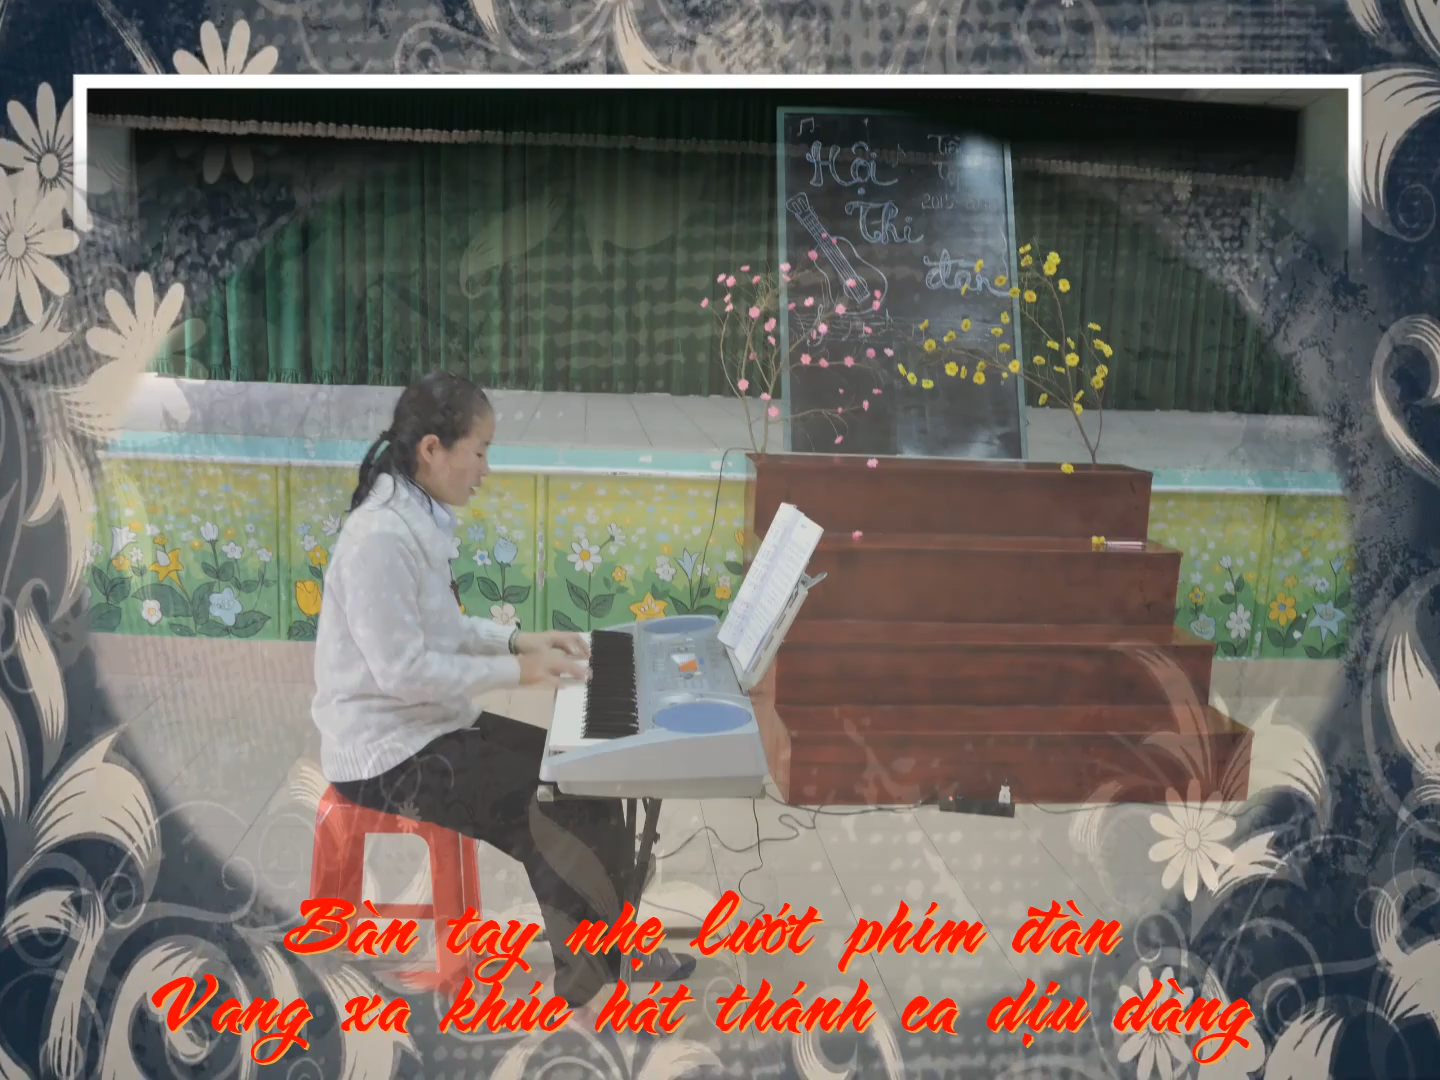 Hội
Thi
đàn
2015
Bàn tay nhẹ lướt phím đàn
Vang xa khúc hát thánh ca dịu dàng